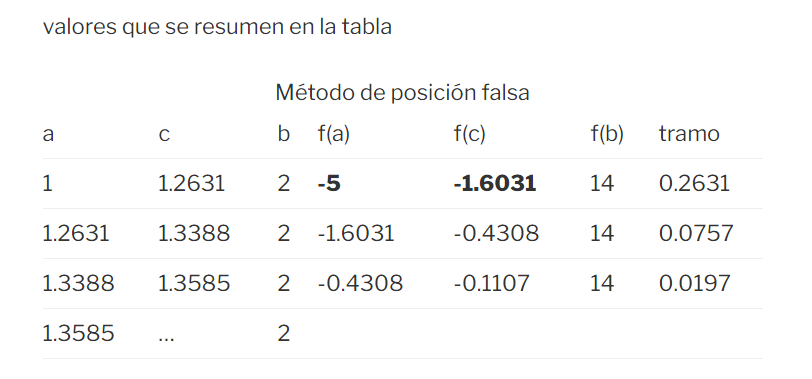 valores que se resumen en la tabla
Método de posición falsa
a c b f(a) f(c) f(b) tramo
1 1.2631 2 -5 -1.6031 14 0.2631
1.2631 1.3388 2 -1.6031 -0.4308 14 0.0757
1.3388 1.3585 2 -0.4308 -0.1107 14 0.0197
1.3585 … 2